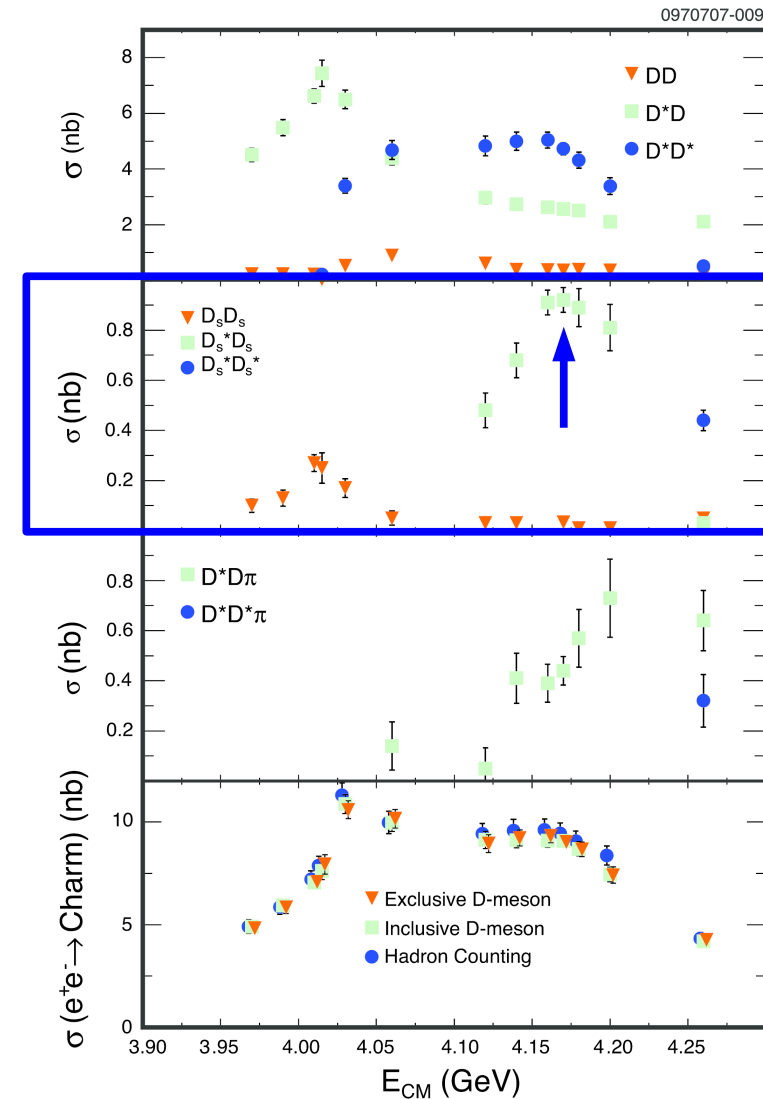 0970707-009
8
6
4
2
σ (nb)
DD
D*D
D*D*
0.8
0.6
0.4
0.2
σ (nb)
DₛDₛ
Dₛ*Dₛ
Dₛ*Dₛ*
0.8
0.6
0.4
0.2
σ (nb)
D*Dπ
D*D*π
10
5
0
σ (e⁺e⁻→Charm) (nb)
Exclusive D-meson
Inclusive D-meson
Hadron Counting
3.90 3.95 4.00 4.05 4.10 4.15 4.20 4.25
E_CM (GeV)